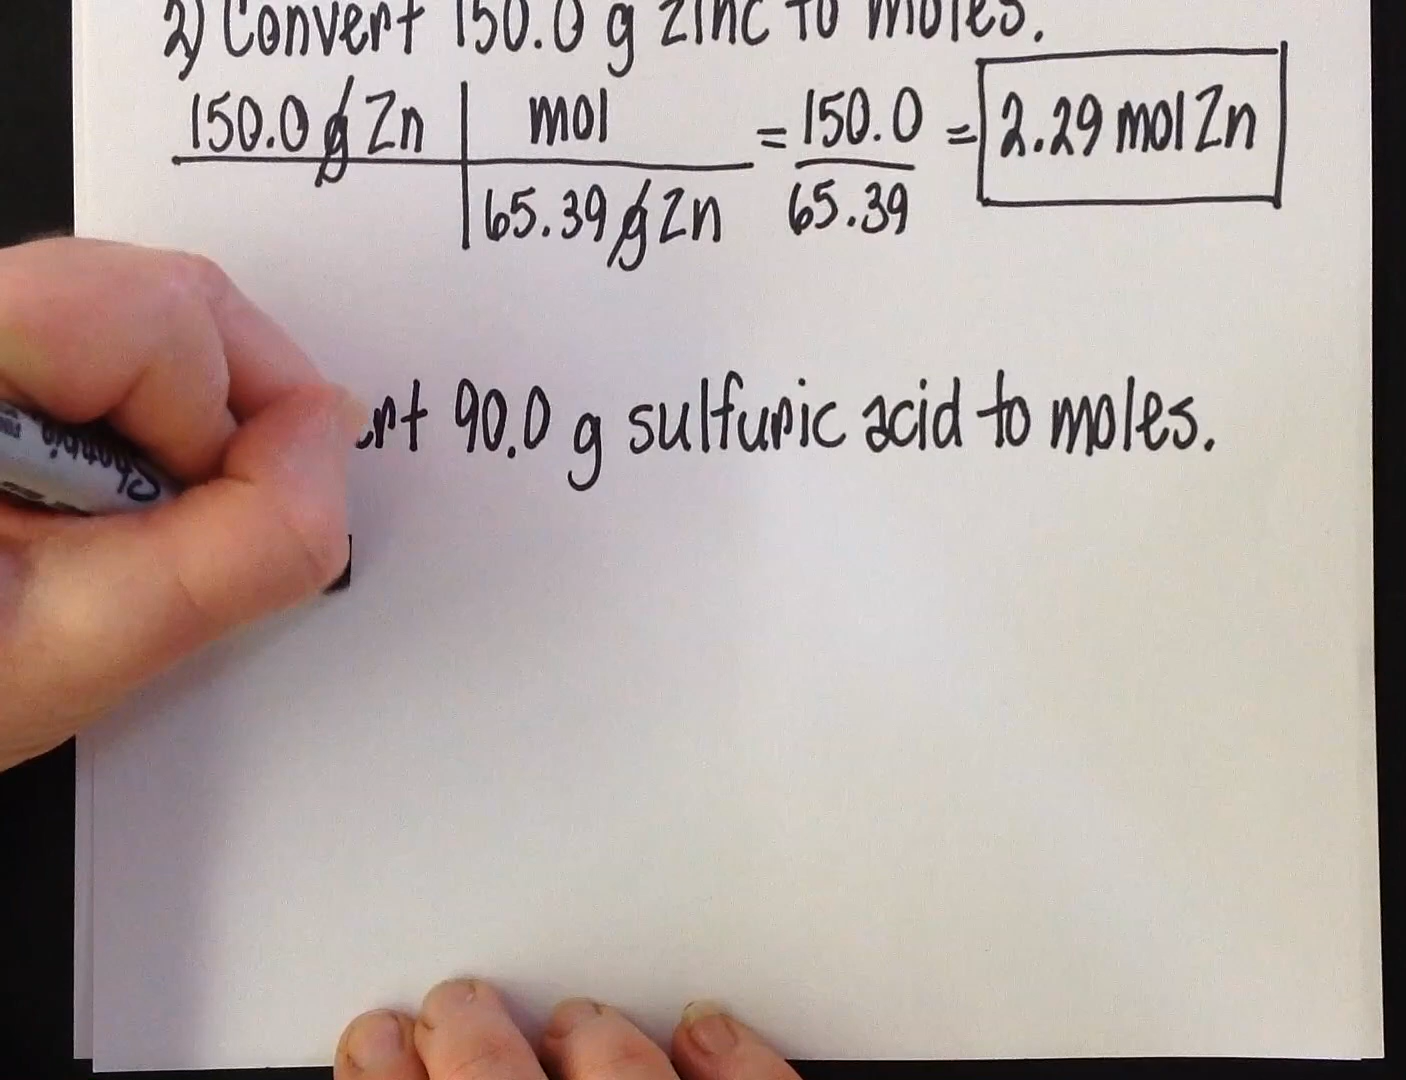 2) Convert 150.0 g zinc to moles.
150.0 g Zn | mol = 150.0 = 2.29 mol Zn
65.39 g Zn 65.39
90.0 g sulfuric acid to moles.
Sharpie